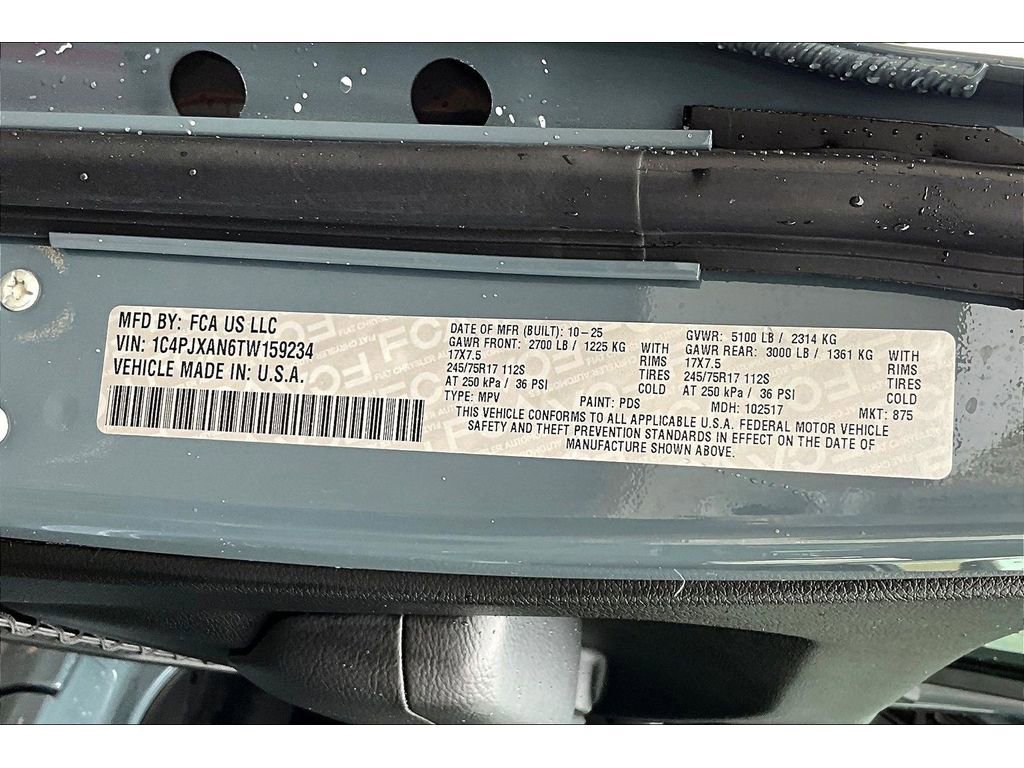 MFD BY: FCA US LLC
VIN: 1C4PJXAN6TW159234
VEHICLE MADE IN: U.S.A.
DATE OF MFR (BUILT): 10-25 GVWR: 5100 LB / 2314 KG
GAWR FRONT: 2700 LB / 1225 KG WITH GAWR REAR: 3000 LB / 1361 KG WITH
17X7.5 RIMS 17X7.5 RIMS
245/75R17 112S TIRES 245/75R17 112S TIRES
AT 250 kPa / 36 PSI COLD AT 250 kPa / 36 PSI COLD
TYPE: MPV PAINT: PDS MDH: 102517 MKT: 875
THIS VEHICLE CONFORMS TO ALL APPLICABLE U.S.A. FEDERAL MOTOR VEHICLE
SAFETY AND THEFT PREVENTION STANDARDS IN EFFECT ON THE DATE OF
MANUFACTURE SHOWN ABOVE.